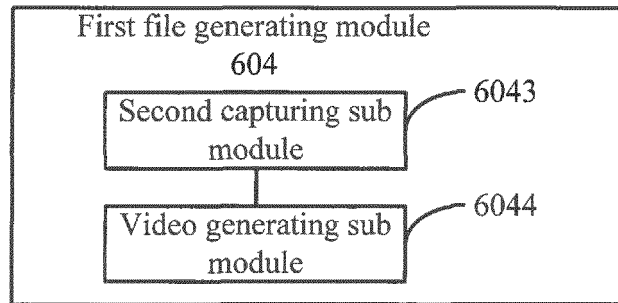 First file generating module
604
Second capturing sub
module
6043
Video generating sub
module
6044